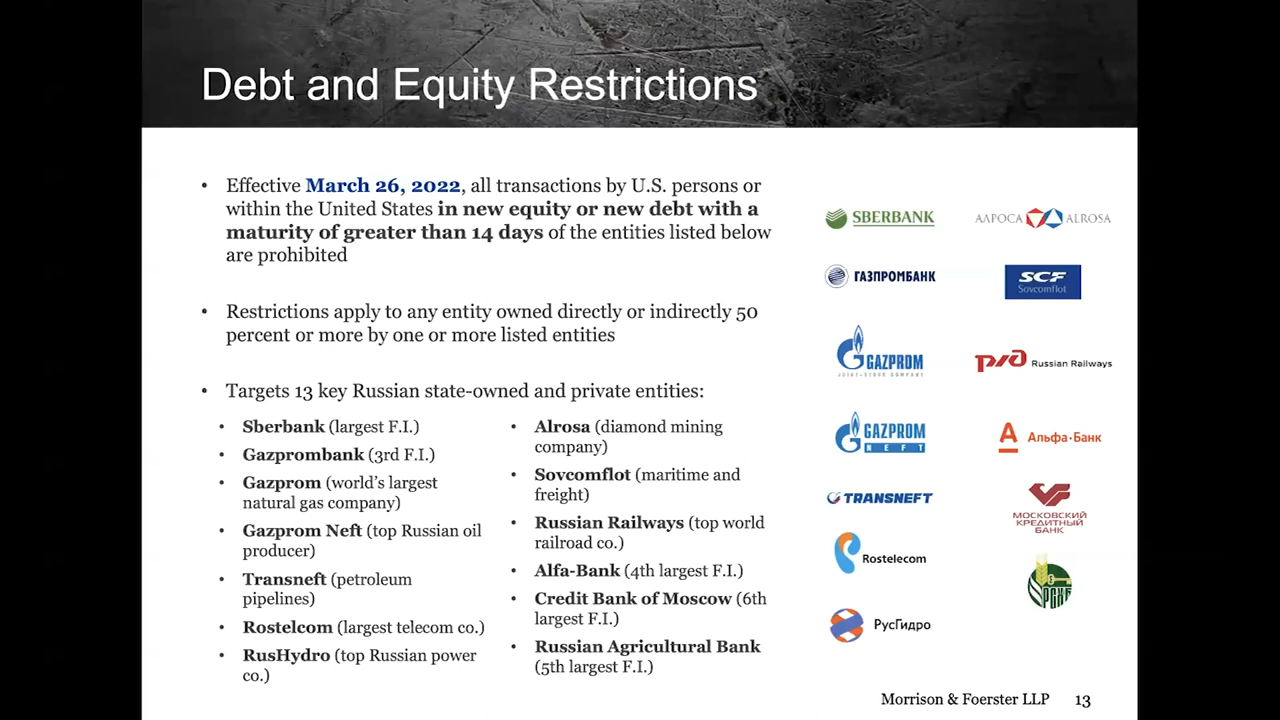 Debt and Equity Restrictions
• Effective March 26, 2022, all transactions by U.S. persons or
within the United States in new equity or new debt with a
maturity of greater than 14 days of the entities listed below
are prohibited
• Restrictions apply to any entity owned directly or indirectly 50
percent or more by one or more listed entities
• Targets 13 key Russian state-owned and private entities:
• Sberbank (largest F.I.)
• Gazprombank (3rd F.I.)
• Gazprom (world’s largest
natural gas company)
• Gazprom Neft (top Russian oil
producer)
• Transneft (petroleum
pipelines)
• Rostelcom (largest telecom co.)
• RusHydro (top Russian power
co.)
• Alrosa (diamond mining
company)
• Sovcomflot (maritime and
freight)
• Russian Railways (top world
railroad co.)
• Alfa-Bank (4th largest F.I.)
• Credit Bank of Moscow (6th
largest F.I.)
• Russian Agricultural Bank
(5th largest F.I.)
SBERBANK
АЛРОСА ALROSA
ГАЗПРОМБАНК
SCF
Sovcomflot
GAZPROM
JOINT-STOCK COMPANY
ржд Russian Railways
GAZPROM
NEFT
А Альфа·Банк
TRANSNEFT
МОСКОВСКИЙ
КРЕДИТНЫЙ
БАНК
Rostelecom
РСХБ
РусГидро
Morrison & Foerster LLP 13